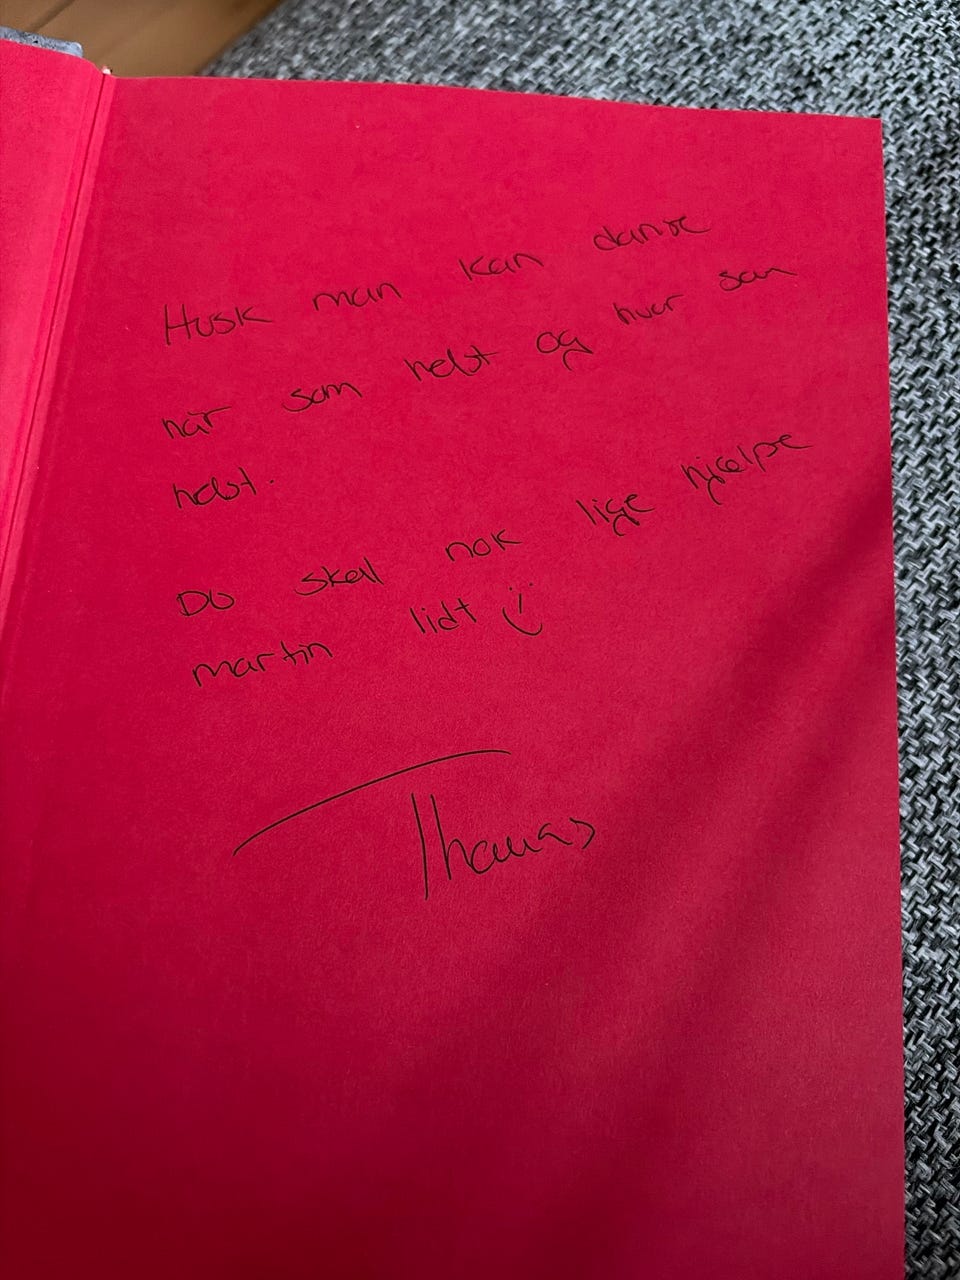 Husk man kan danse
når som helst og hvor som
helst.
Du skal nok lige hjælpe
martin lidt :)
Thomas